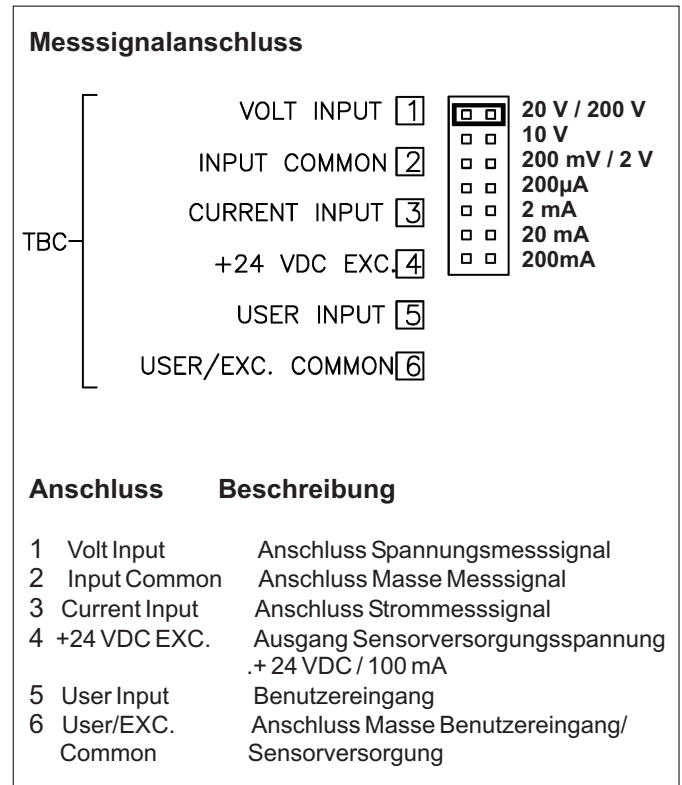 Messsignalanschluss
VOLT INPUT 1 20 V / 200 V
10 V
INPUT COMMON 2 200 mV / 2 V
200µA
CURRENT INPUT 3 2 mA
TBC 20 mA
+24 VDC EXC. 4 200mA
USER INPUT 5
USER/EXC. COMMON 6
Anschluss Beschreibung
1 Volt Input Anschluss Spannungsmesssignal
2 Input Common Anschluss Masse Messsignal
3 Current Input Anschluss Strommesssignal
4 +24 VDC EXC. Ausgang Sensorversorgungsspannung
.+ 24 VDC / 100 mA
5 User Input Benutzereingang
6 User/EXC. Anschluss Masse Benutzereingang/
Common Sensorversorgung